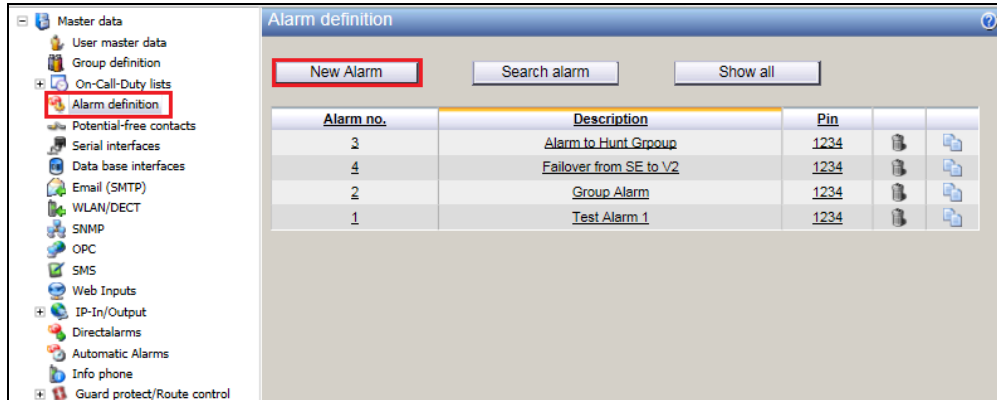 Master data
User master data
Group definition
On-Call-Duty lists
Alarm definition
Potential-free contacts
Serial interfaces
Data base interfaces
Email (SMTP)
WLAN/DECT
SNMP
OPC
SMS
Web Inputs
IP-In/Output
Directalarms
Automatic Alarms
Info phone
Guard protect/Route control
Alarm definition ?
New Alarm Search alarm Show all
Alarm no. Description Pin
3 Alarm to Hunt Grpoup 1234
4 Failover from SE to V2 1234
2 Group Alarm 1234
1 Test Alarm 1 1234